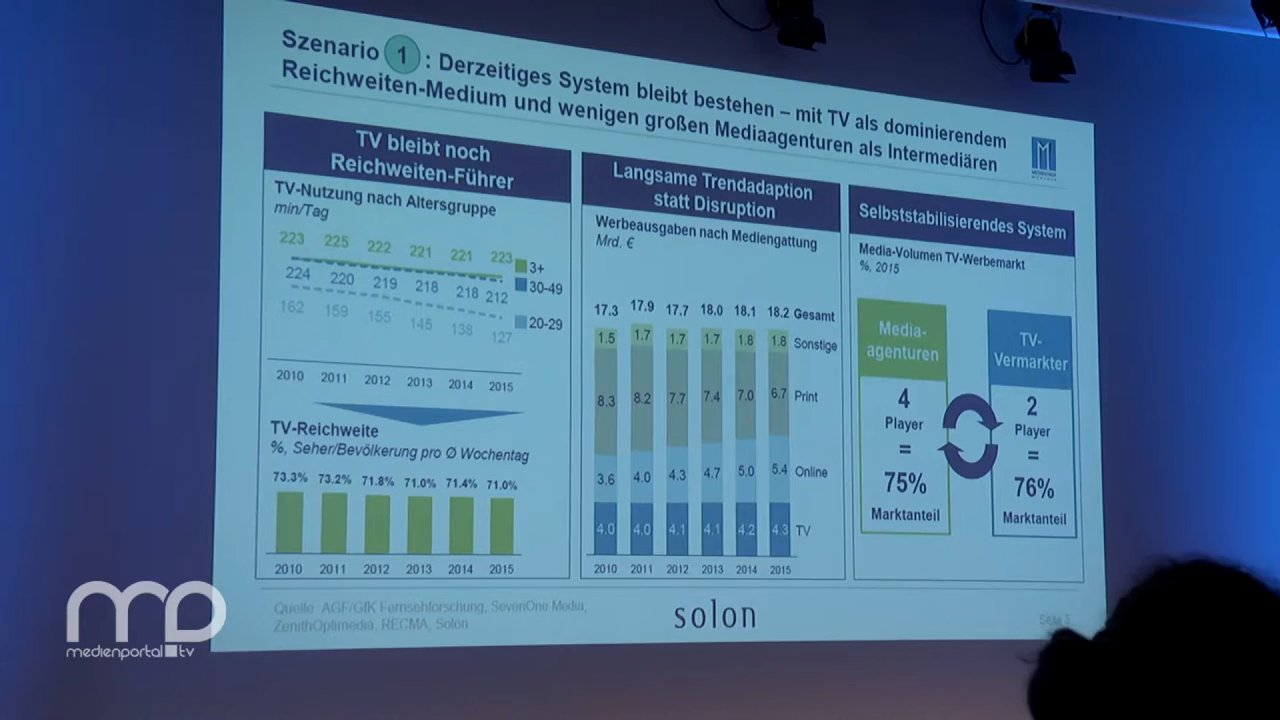 Szenario 1 : Derzeitiges System bleibt bestehen – mit TV als dominierendem
Reichweiten-Medium und wenigen großen Mediaagenturen als Intermediären
TV bleibt noch
Reichweiten-Führer
TV-Nutzung nach Altersgruppe
min/Tag
223 225 222 221 221 223
3+
224 220 219 218 218 212
30-49
162 159 155 145 138 127
20-29
2010 2011 2012 2013 2014 2015
TV-Reichweite
%, Seher/Bevölkerung pro Ø Wochentag
73.3% 73.2% 71.8% 71.0% 71.4% 71.0%
2010 2011 2012 2013 2014 2015
Langsame Trendadaption
statt Disruption
Werbeausgaben nach Mediengattung
Mrd. €
17.3 17.9 17.7 18.0 18.1 18.2 Gesamt
1.5 1.7 1.7 1.7 1.8 1.8 Sonstige
8.3 8.2 7.7 7.4 7.0 6.7 Print
3.6 4.0 4.3 4.7 5.0 5.4 Online
4.0 4.0 4.1 4.1 4.2 4.3 TV
2010 2011 2012 2013 2014 2015
Selbststabilisierendes System
Media-Volumen TV-Werbemarkt
%, 2015
Media-
agenturen
4
Player
=
75%
Marktanteil
TV-
Vermarkter
2
Player
=
76%
Marktanteil
Quelle: AGF/GfK Fernsehforschung, SevenOne Media,
ZenithOptimedia, RECMA, Solon
solon
Seite
medienportal tv